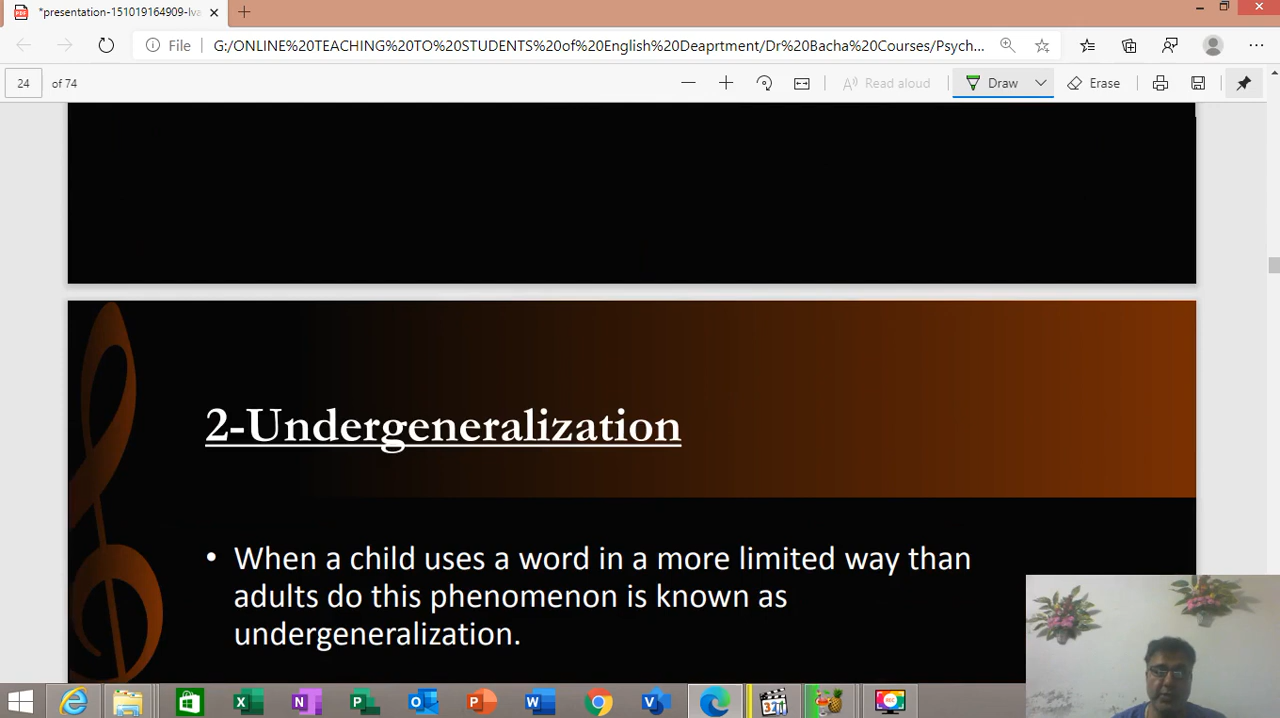 *presentation-151019164909-lva
File
G:/ONLINE%20TEACHING%20TO%20STUDENTS%20of%20English%20Deaprtment/Dr%20Bacha%20Courses/Psych...
24 of 74
Read aloud
Draw
Erase
2-Undergeneralization
• When a child uses a word in a more limited way than
adults do this phenomenon is known as
undergeneralization.